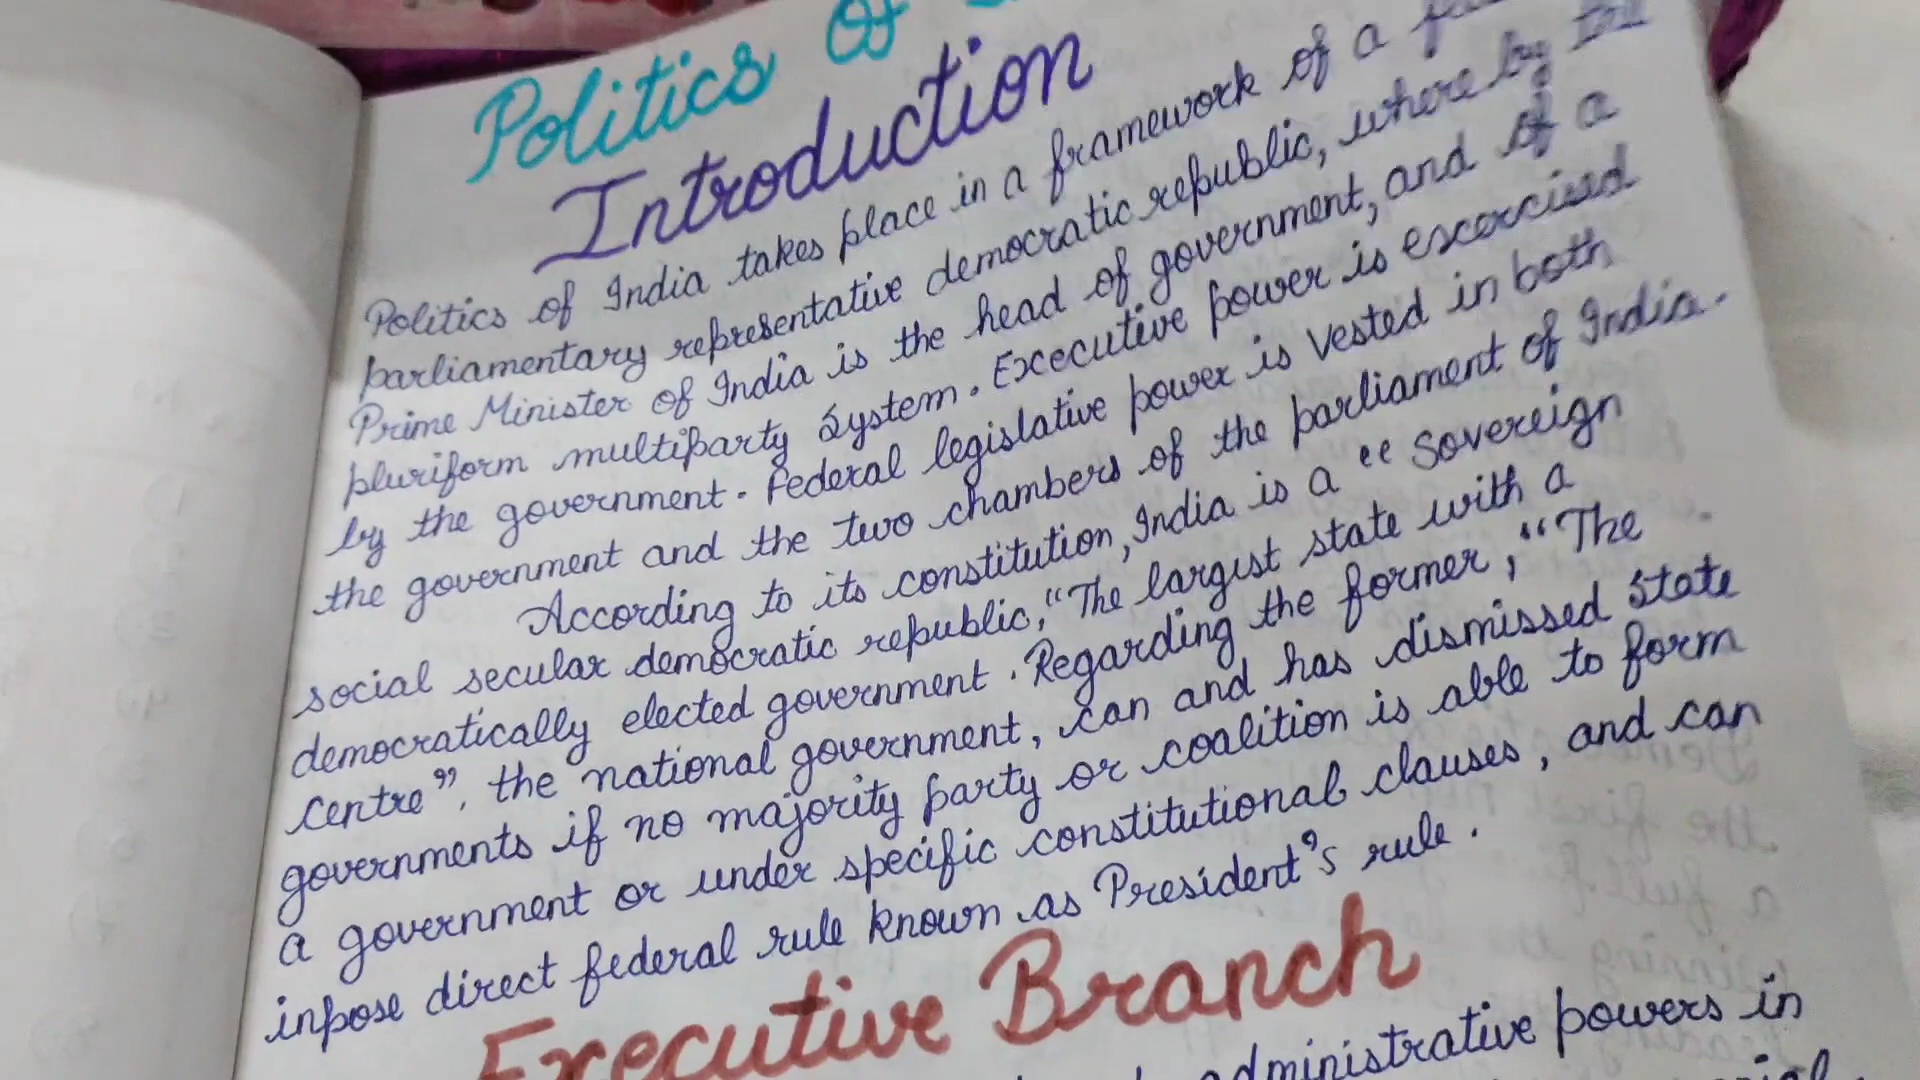 Politics of
Introduction
Politics of India takes place in a framework of a
parliamentary representative democratic republic, where by
Prime Minister of India is the head of government, and of a
pluriform multiparty System. Excecutive power is excercised
by the government. Federal legislative power is vested in both
the government and the two chambers of the parliament of India.
According to its constitution, India is a "sovereign
social secular democratic republic," "The largest state with a
democratically elected government. Regarding the former, "The
Centre", the national government, can and has dismissed state
governments if no majority party or coalition is able to form
a government or under specific constitutional clauses, and can
inpose direct federal rule known as President's rule.
Executive Branch
administrative powers in